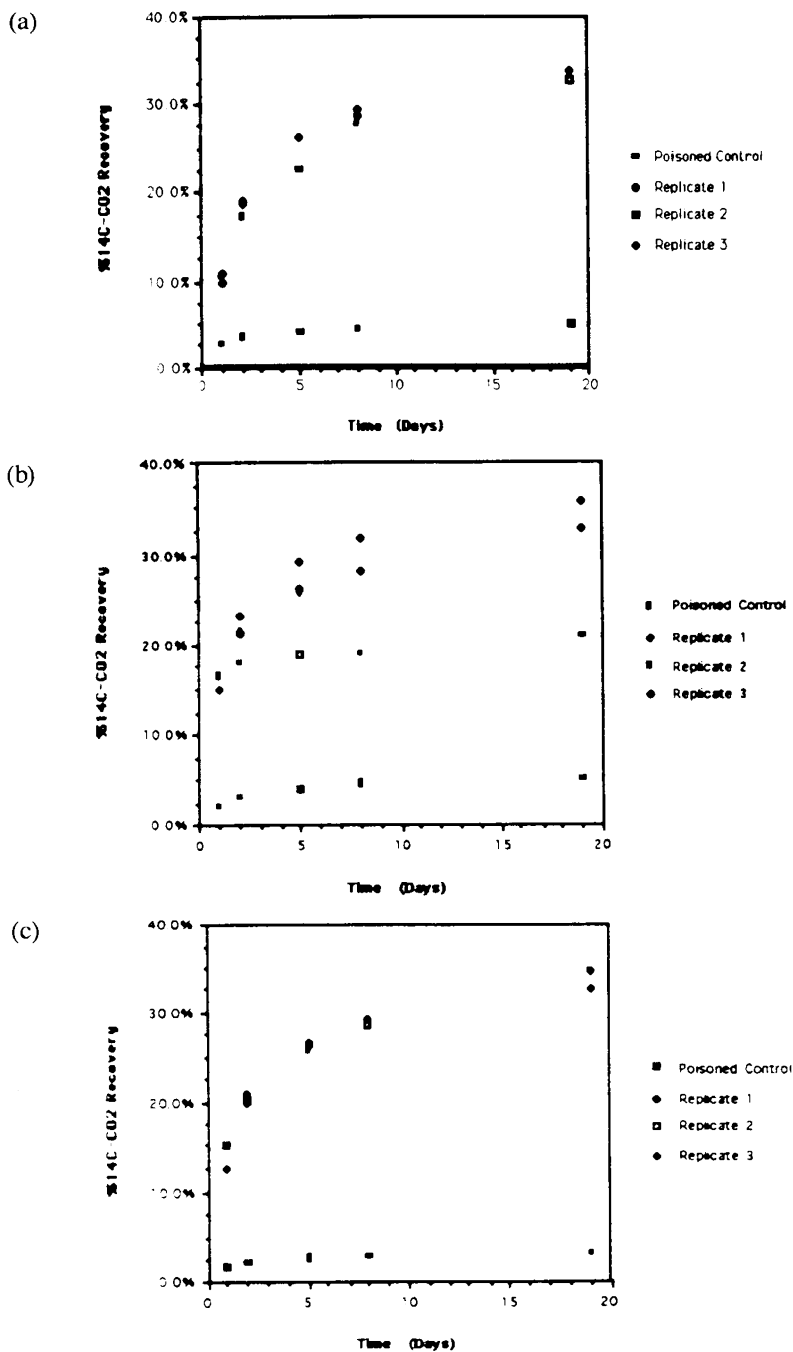 (a)
40.0%
30.0%
20.0%
10.0%
0.0%
0 5 10 15 20
%14C-CO2 Recovery
Time (Days)
Poisoned Control
Replicate 1
Replicate 2
Replicate 3
(b)
40.0%
30.0%
20.0%
10.0%
0.0%
0 5 10 15 20
%14C-CO2 Recovery
Time (Days)
Poisoned Control
Replicate 1
Replicate 2
Replicate 3
(c)
40.0%
30.0%
20.0%
10.0%
0.0%
0 5 10 15 20
%14C-CO2 Recovery
Time (Days)
Poisoned Control
Replicate 1
Replicate 2
Replicate 3